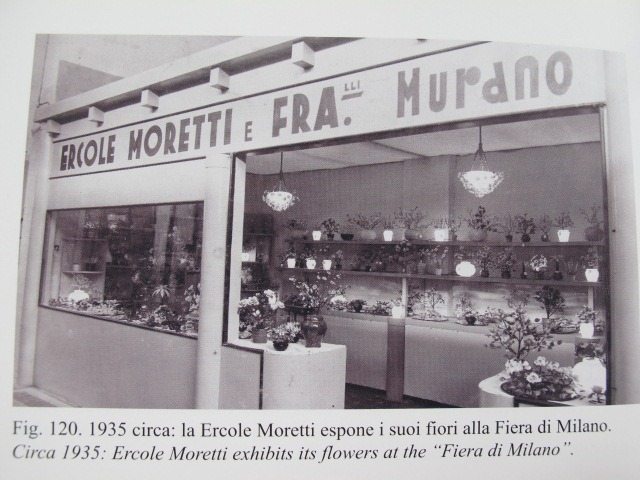 ERCOLE MORETTI E FRA.LLI MURANO
Fig. 120. 1935 circa: la Ercole Moretti espone i suoi fiori alla Fiera di Milano.
Circa 1935: Ercole Moretti exhibits its flowers at the “Fiera di Milano”.